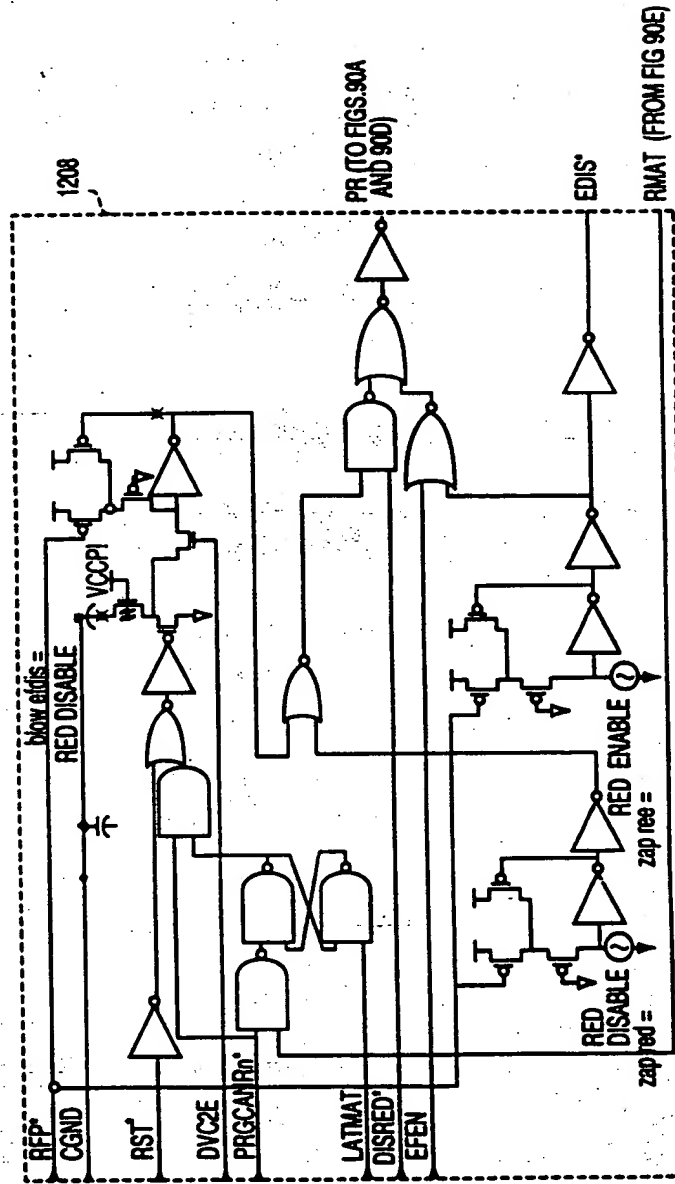 1208
RFP*
blow efdis =
CGND
RED DISABLE
VCCPI
RST*
DVC2E
PRGCANRn*
LATMAT
DISRED*
EFEN
PR (TO FIGS.90A
AND 90D)
EDIS*
RED
DISABLE
zap red =
RED ENABLE
zap ree =
RMAT (FROM FIG 90E)